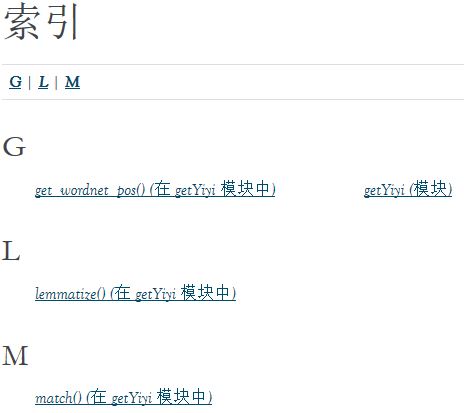 索引
G | L | M
G
get_wordnet_pos() (在 getYiyi 模块中) getYiyi (模块)
L
lemmatize() (在 getYiyi 模块中)
M
match() (在 getYiyi 模块中)